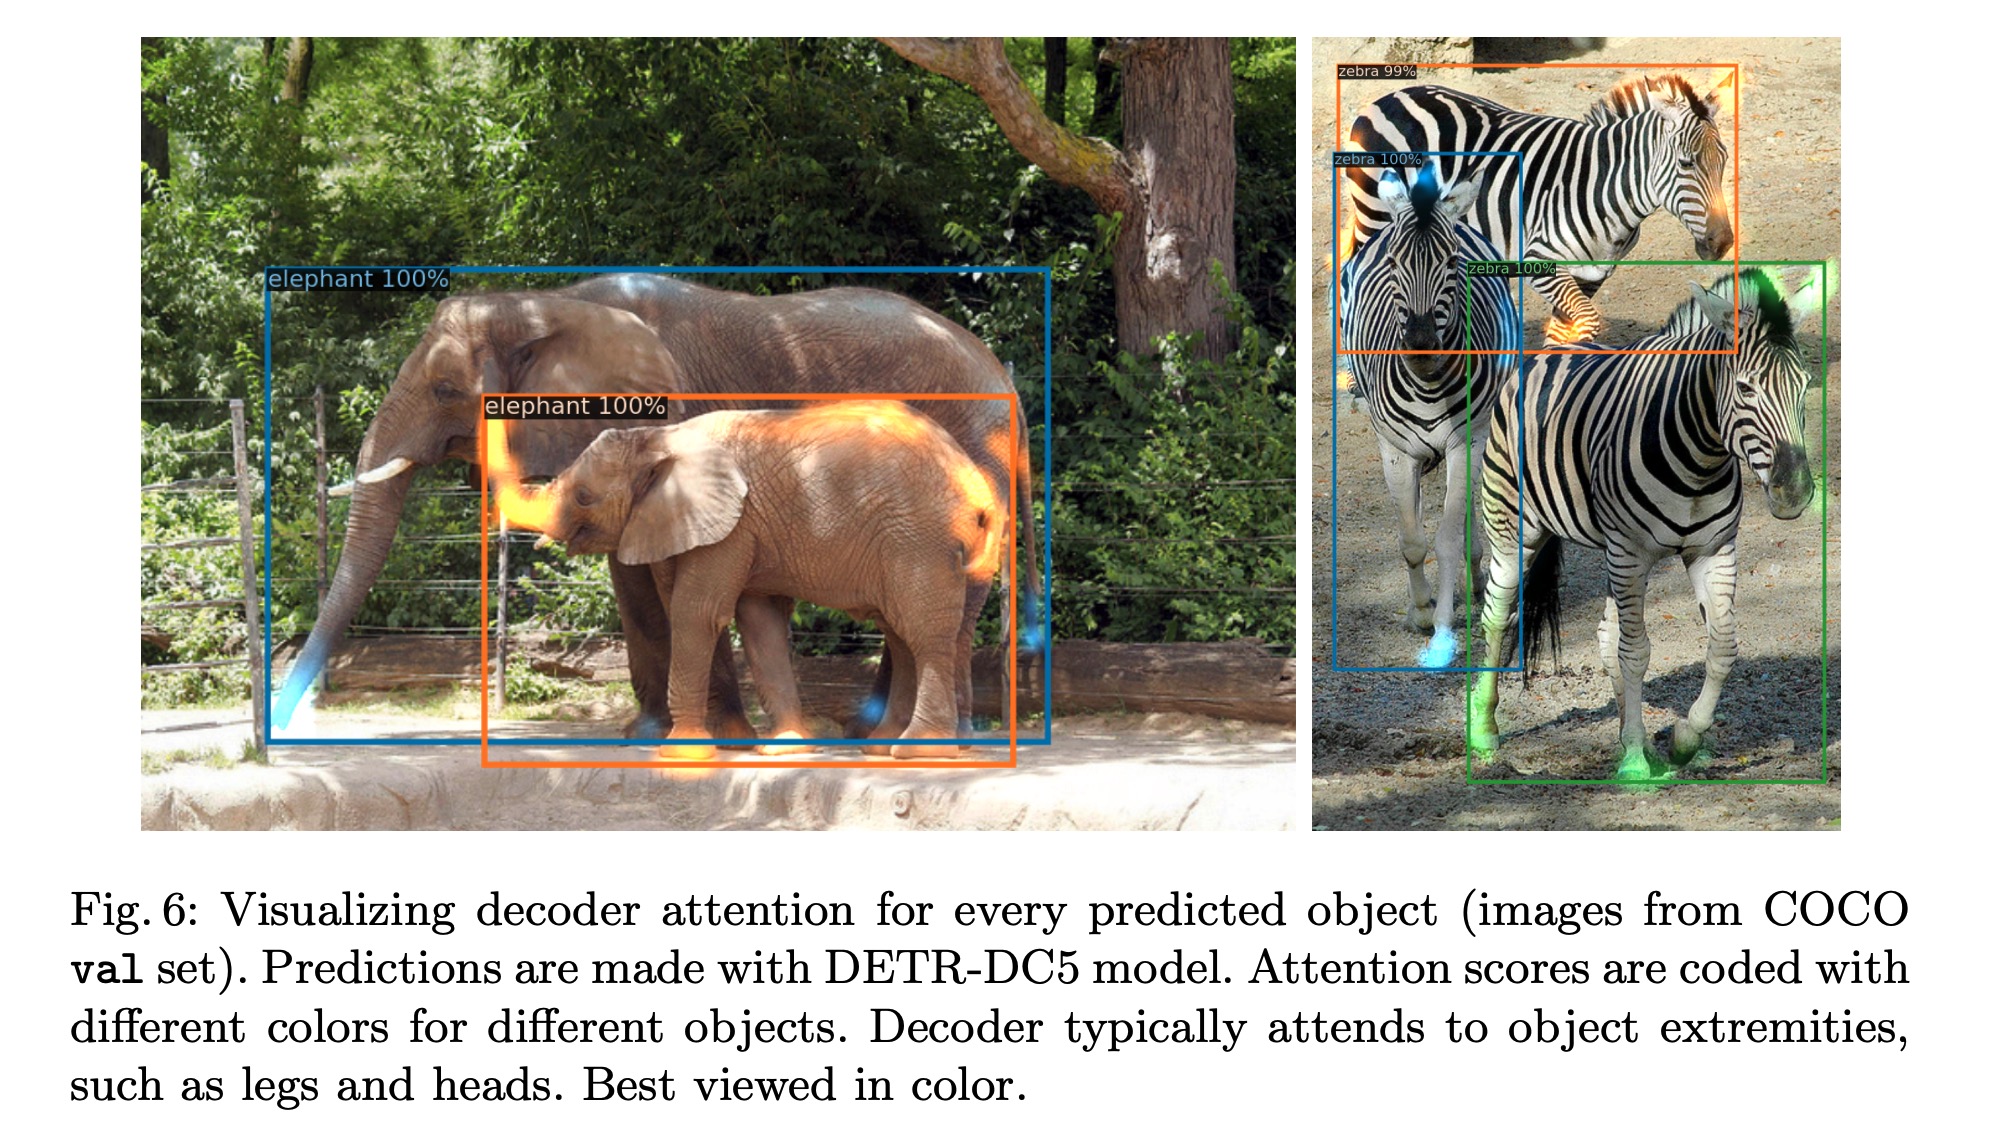 elephant 100%
elephant 100%
zebra 99%
zebra 100%
zebra 100%
Fig. 6: Visualizing decoder attention for every predicted object (images from COCO
val set). Predictions are made with DETR-DC5 model. Attention scores are coded with
different colors for different objects. Decoder typically attends to object extremities,
such as legs and heads. Best viewed in color.